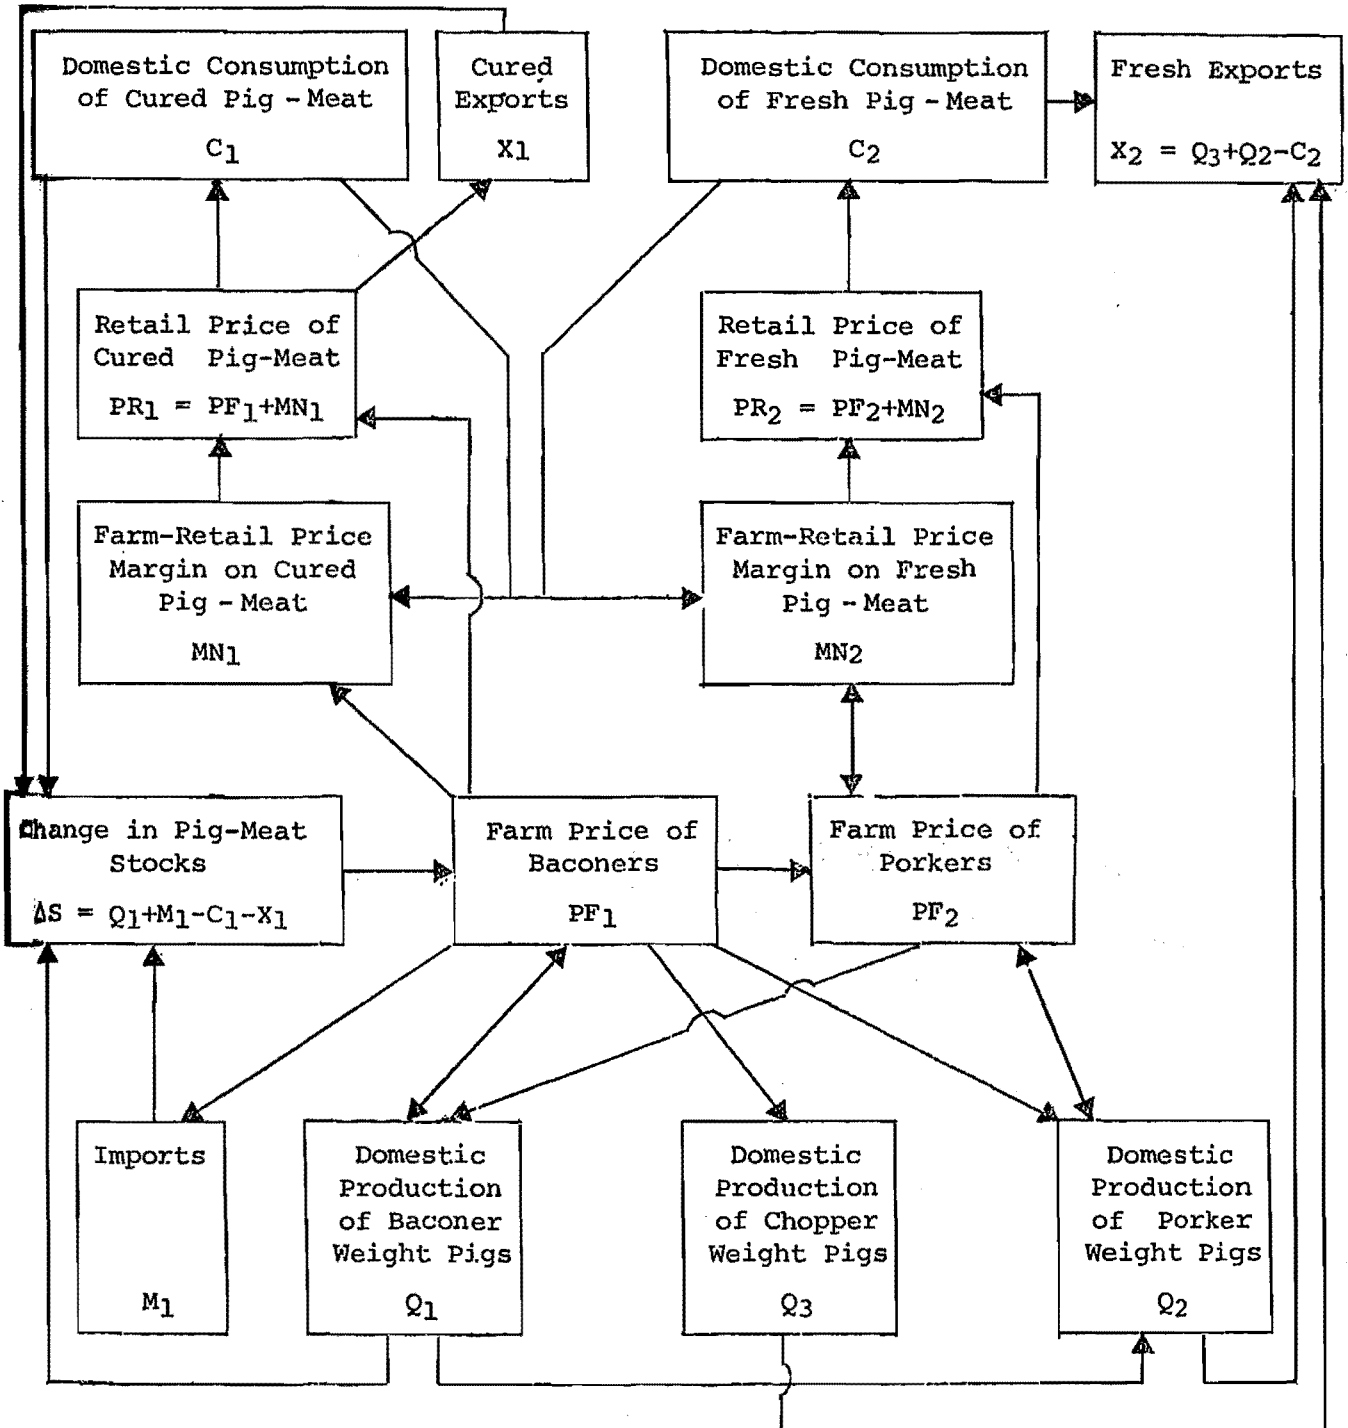 Domestic Consumption
of Cured Pig-Meat
C1
Cured
Exports
X1
Domestic Consumption
of Fresh Pig-Meat
C2
Fresh Exports
X2 = Q3+Q2-C2
Retail Price of
Cured Pig-Meat
PR1 = PF1+MN1
Retail Price of
Fresh Pig-Meat
PR2 = PF2+MN2
Farm-Retail Price
Margin on Cured
Pig-Meat
MN1
Farm-Retail Price
Margin on Fresh
Pig-Meat
MN2
Change in Pig-Meat
Stocks
ΔS = Q1+M1-C1-X1
Farm Price of
Baconers
PF1
Farm Price of
Porkers
PF2
Imports
M1
Domestic
Production
of Baconer
Weight Pigs
Q1
Domestic
Production
of Chopper
Weight Pigs
Q3
Domestic
Production
of Porker
Weight Pigs
Q2